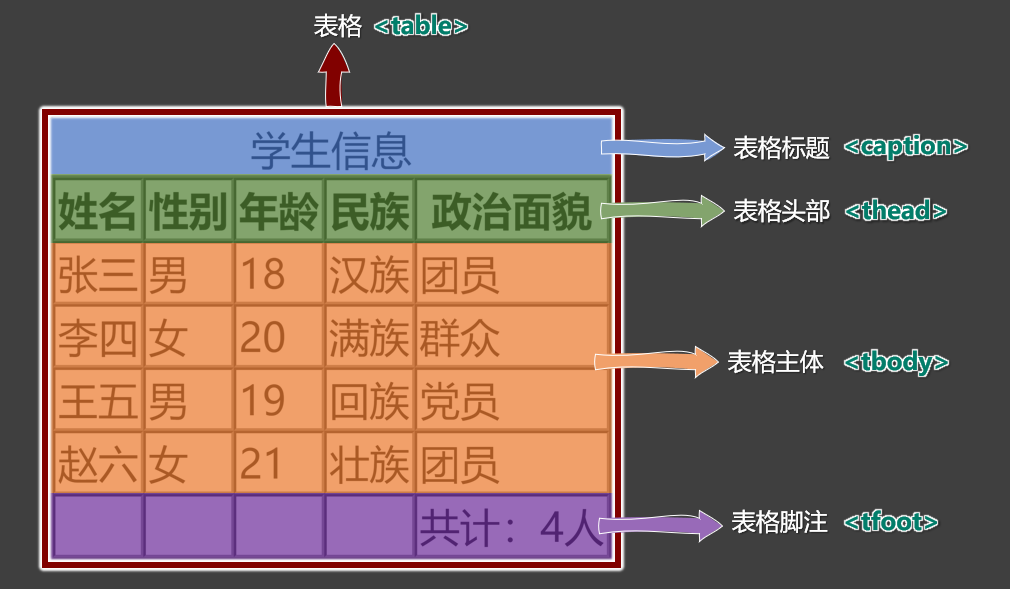 表格 <table>
学生信息
表格标题 <caption>
姓名 性别 年龄 民族 政治面貌
表格头部 <thead>
张三 男 18 汉族 团员
李四 女 20 满族 群众
表格主体 <tbody>
王五 男 19 回族 党员
赵六 女 21 壮族 团员
共计：4人
表格脚注 <tfoot>